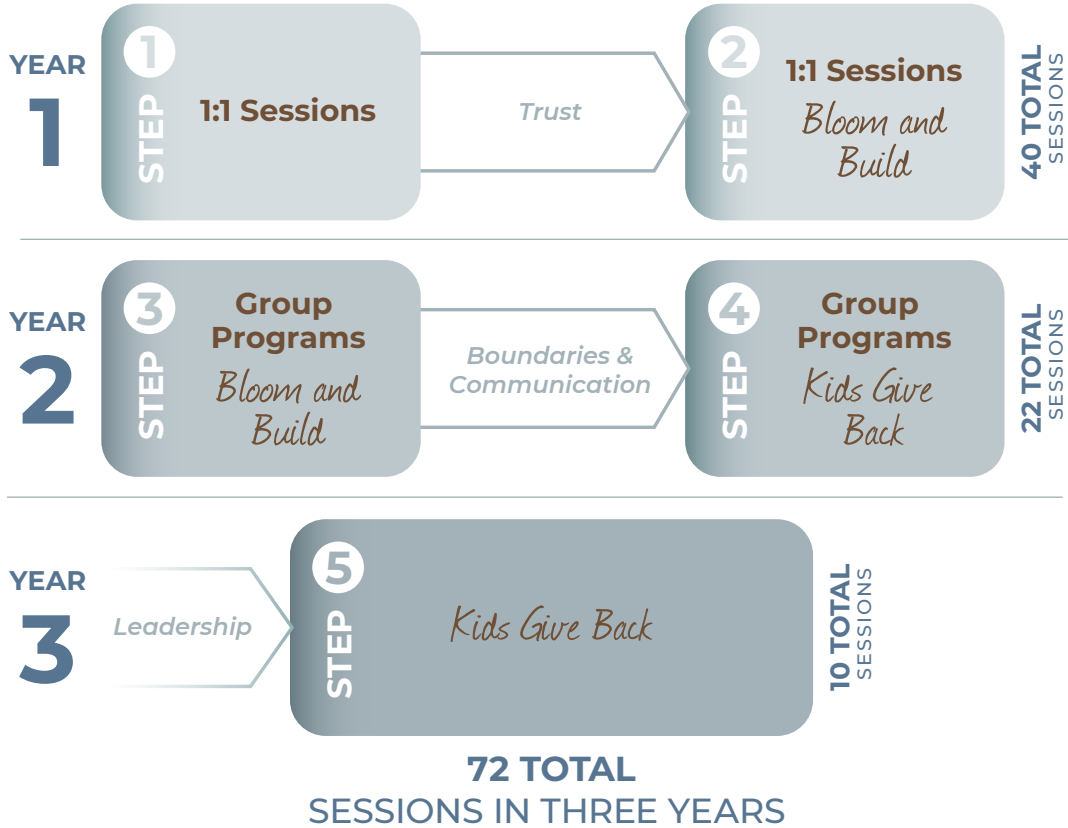 YEAR
1
STEP 1
1:1 Sessions
Trust
STEP 2
1:1 Sessions
Bloom and
Build
40 TOTAL
SESSIONS
YEAR
2
STEP 3
Group
Programs
Bloom and
Build
Boundaries &
Communication
STEP 4
Group
Programs
Kids Give
Back
22 TOTAL
SESSIONS
YEAR
3
Leadership
STEP 5
Kids Give Back
10 TOTAL
SESSIONS
72 TOTAL
SESSIONS IN THREE YEARS